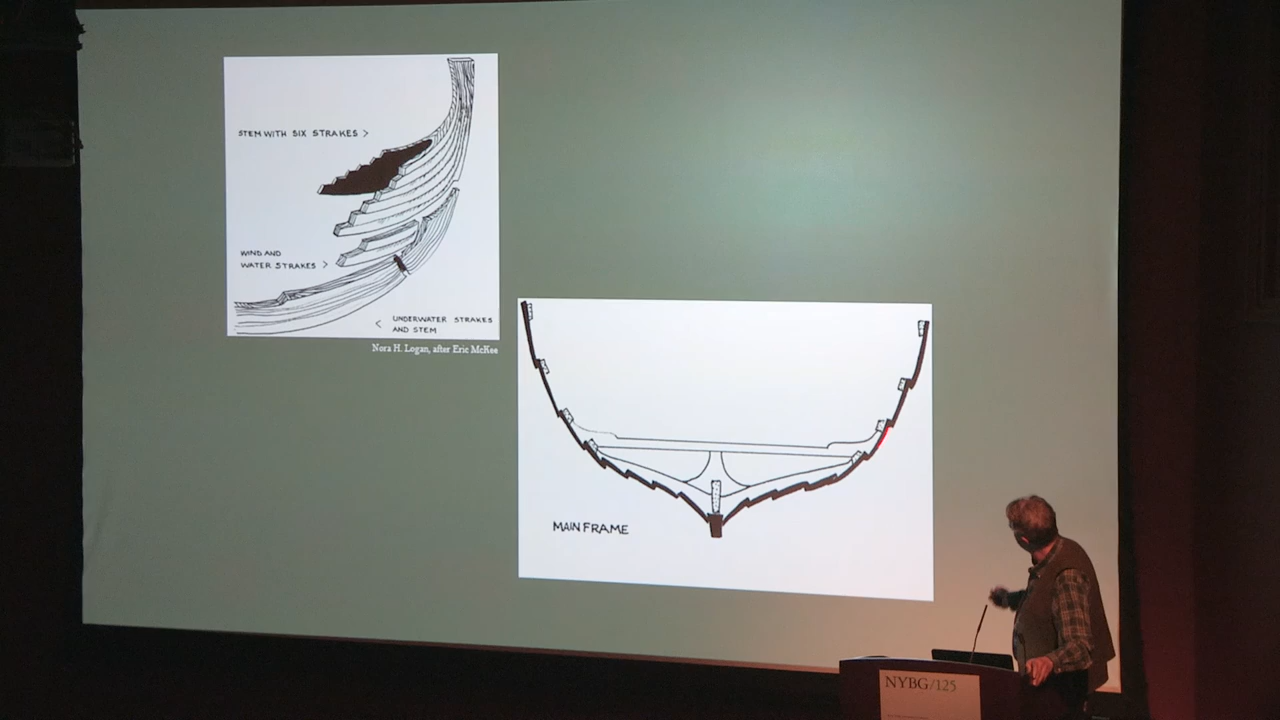 STEM WITH SIX STRAKES >
WIND AND
WATER STRAKES >
< UNDERWATER STRAKES
AND STEM
Nora H. Logan, after Eric McKee
MAIN FRAME
NYBG/125